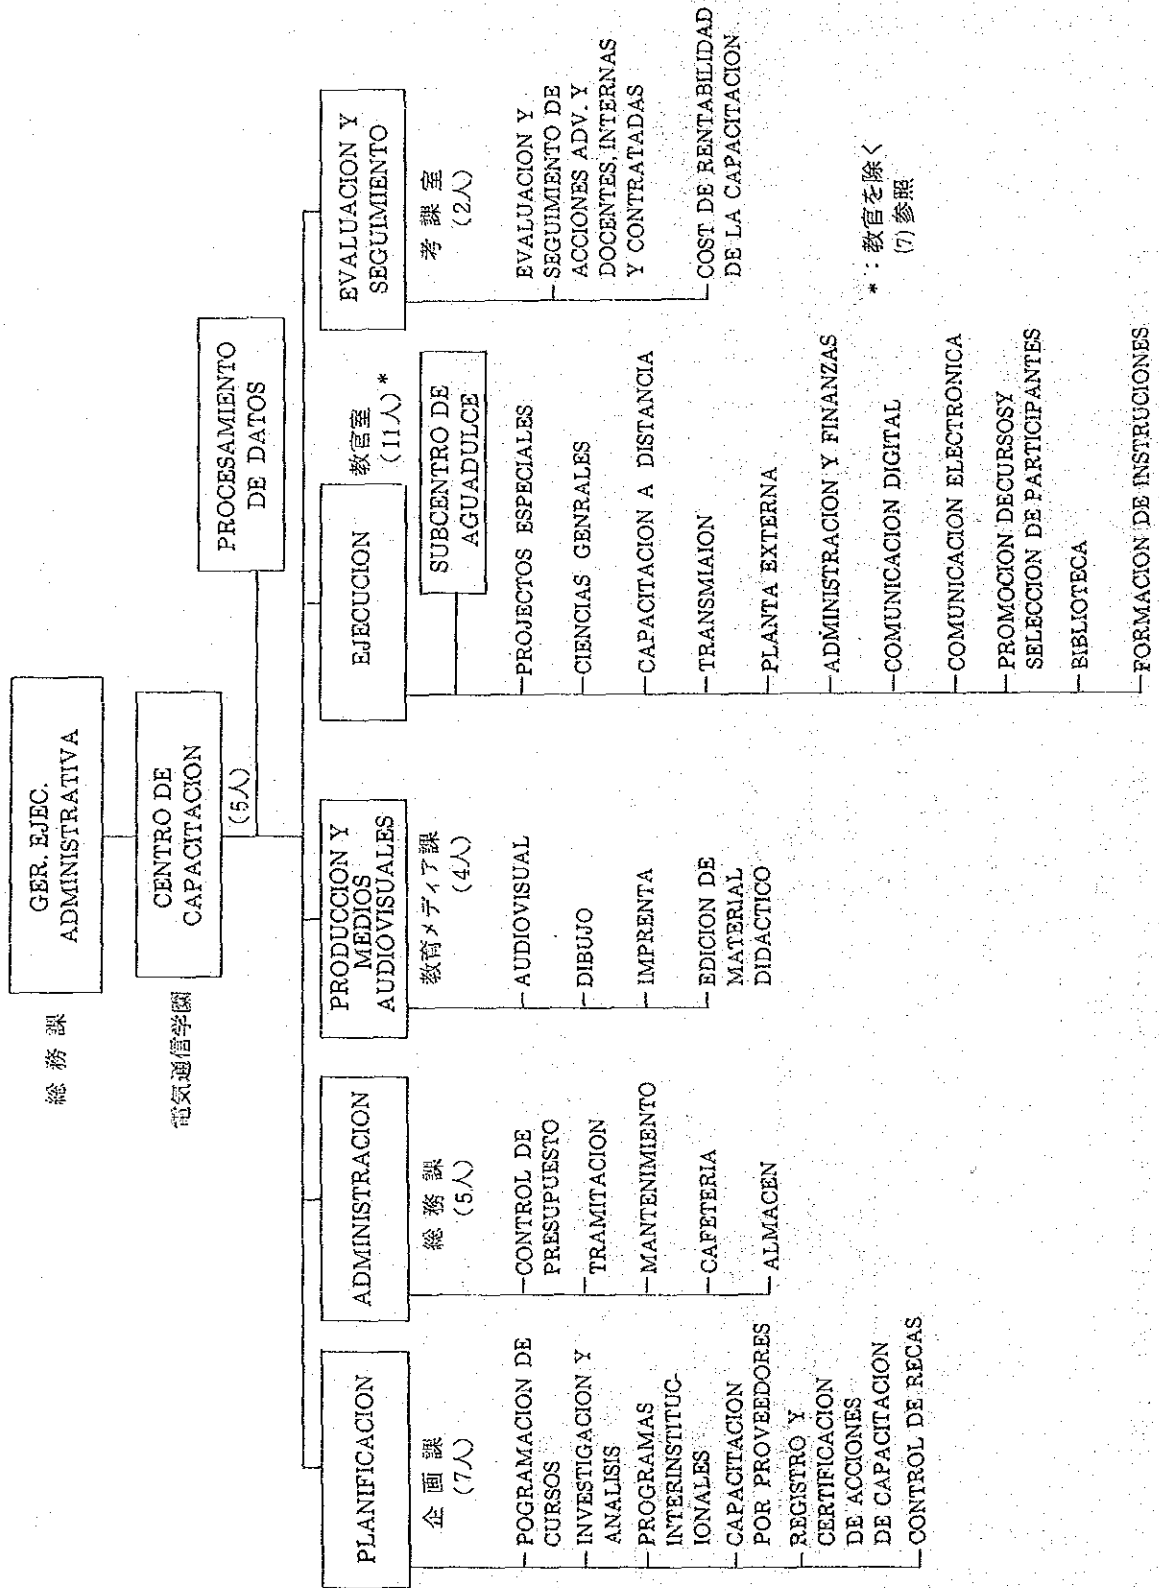 総務課
GER. EJEC.
ADMINISTRATIVA
電気通信学園
CENTRO DE
CAPACITACION
(5人)
PROCESAMIENTO
DE DATOS
PLANIFICACION
企画課
(7人)
POGRAMACION DE
CURSOS
INVESTIGACION Y
ANALISIS
PROGRAMAS
INTERINSTITUC-
IONALES
CAPACITACION
POR PROVEEDORES
REGISTRO Y
CERTIFICACION
DE ACCIONES
DE CAPACITACION
CONTROL DE RECAS
ADMINISTRACION
総務課
(5人)
CONTROL DE
PRESUPUESTO
TRAMITACION
MANTENIMIENTO
CAFETERIA
ALMACEN
PRODUCCION Y
MEDIOS
AUDIOVISUALES
教育メディア課
(4人)
AUDIOVISUAL
DIBUJO
IMPRENTA
EDICION DE
MATERIAL
DIDACTICO
EJECUCION
教官室
(11人)*
SUBCENTRO DE
AGUADULCE
PROJECTOS ESPECIALES
CIENCIAS GENRALES
CAPACITACION A DISTANCIA
TRANSMIAION
PLANTA EXTERNA
ADMINISTRACION Y FINANZAS
COMUNICACION DIGITAL
COMUNICACION ELECTRONICA
PROMOCION DECURSOSY
SELECCION DE PARTICIPANTES
BIBLIOTECA
FORMACION DE INSTRUCIONES
EVALUACION Y
SEGUIMIENTO
考課室
(2人)
EVALUACION Y
SEGUIMIENTO DE
ACCIONES ADV. Y
DOCENTES, INTERNAS
Y CONTRATADAS
COST DE RENTABILIDAD
DE LA CAPACITACION
*:教官を除く
(7)参照